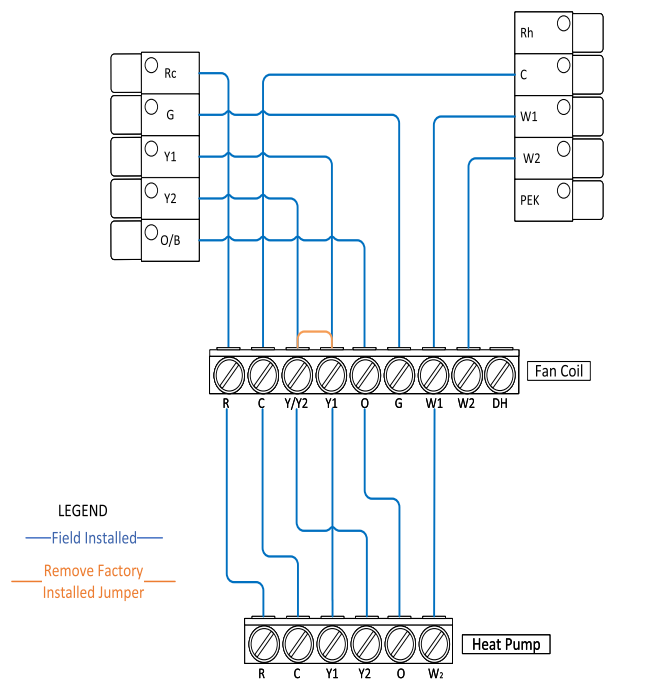 Rh
C
W1
W2
PEK
Rc
G
Y1
Y2
O/B
Fan Coil
R C Y/Y2 Y1 O G W1 W2 DH
LEGEND
Field Installed
Remove Factory
Installed Jumper
Heat Pump
R C Y1 Y2 O W2